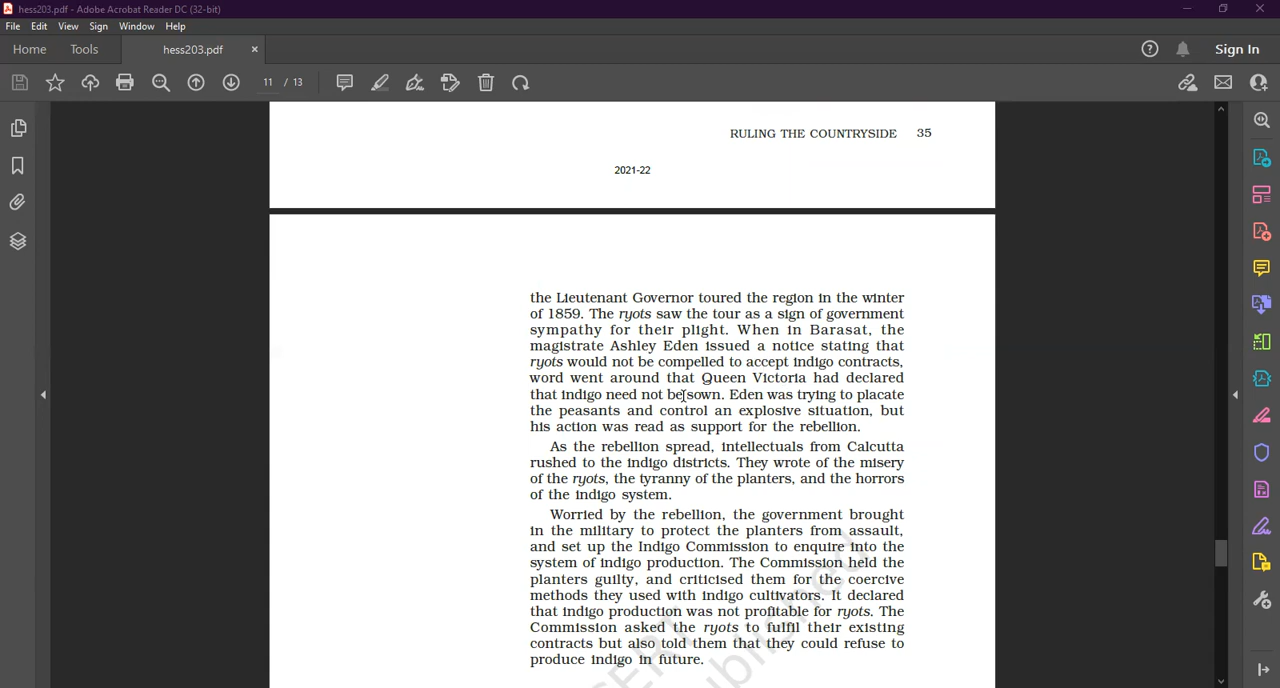 hess203.pdf - Adobe Acrobat Reader DC (32-bit)
File Edit View Sign Window Help
Home Tools hess203.pdf × Sign In
11 / 13
RULING THE COUNTRYSIDE 35
2021-22
the Lieutenant Governor toured the region in the winter
of 1859. The ryots saw the tour as a sign of government
sympathy for their plight. When in Barasat, the
magistrate Ashley Eden issued a notice stating that
ryots would not be compelled to accept indigo contracts,
word went around that Queen Victoria had declared
that indigo need not be sown. Eden was trying to placate
the peasants and control an explosive situation, but
his action was read as support for the rebellion.
As the rebellion spread, intellectuals from Calcutta
rushed to the indigo districts. They wrote of the misery
of the ryots, the tyranny of the planters, and the horrors
of the indigo system.
Worried by the rebellion, the government brought
in the military to protect the planters from assault,
and set up the Indigo Commission to enquire into the
system of indigo production. The Commission held the
planters guilty, and criticised them for the coercive
methods they used with indigo cultivators. It declared
that indigo production was not profitable for ryots. The
Commission asked the ryots to fulfil their existing
contracts but also told them that they could refuse to
produce indigo in future.